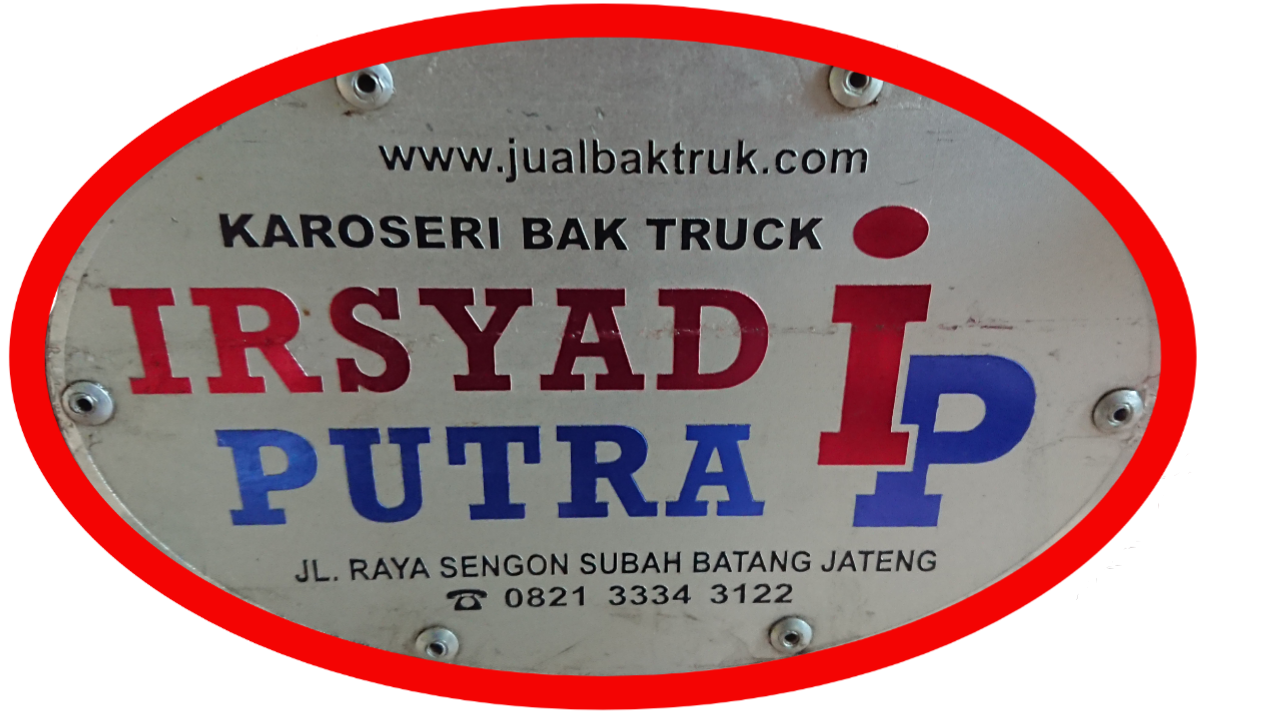 www.jualbaktruk.com
KAROSERI BAK TRUCK
IRSYAD
PUTRA
iP
JL. RAYA SENGON SUBAH BATANG JATENG
☎ 0821 3334 3122